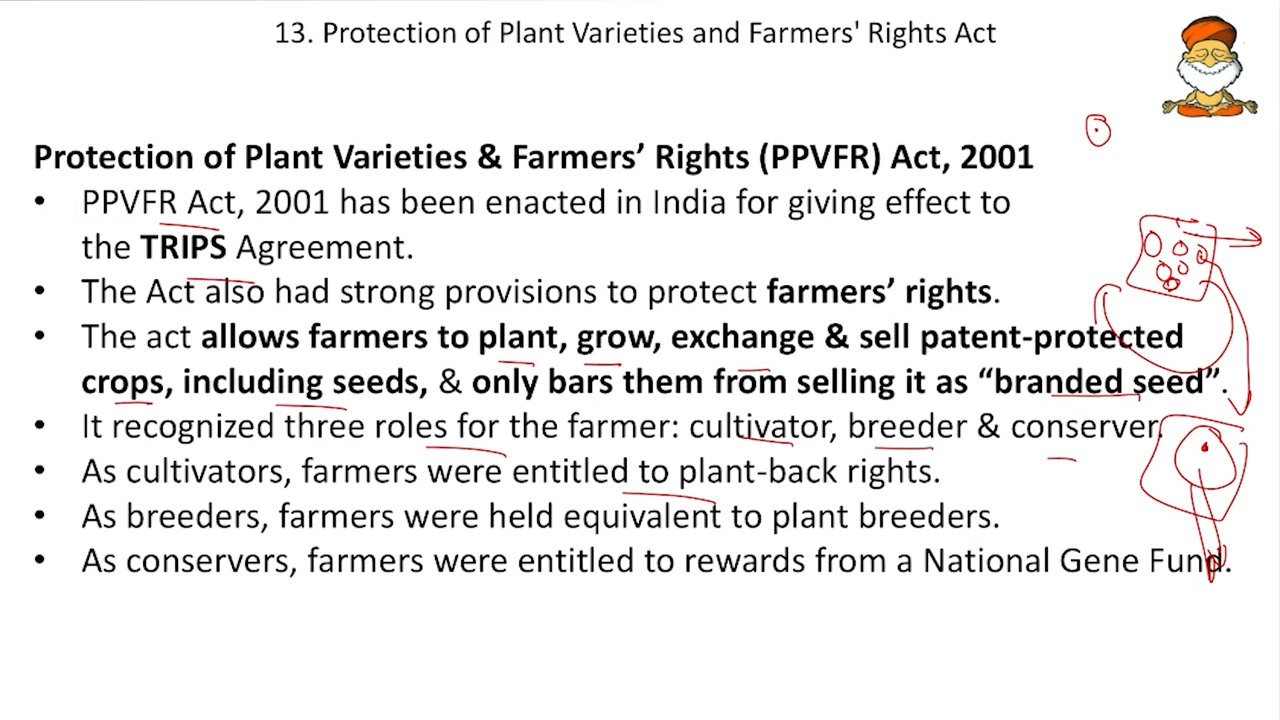 13. Protection of Plant Varieties and Farmers' Rights Act
Protection of Plant Varieties & Farmers’ Rights (PPVFR) Act, 2001
• PPVFR Act, 2001 has been enacted in India for giving effect to
the TRIPS Agreement.
• The Act also had strong provisions to protect farmers’ rights.
• The act allows farmers to plant, grow, exchange & sell patent-protected
crops, including seeds, & only bars them from selling it as “branded seed”.
• It recognized three roles for the farmer: cultivator, breeder & conserver.
• As cultivators, farmers were entitled to plant-back rights.
• As breeders, farmers were held equivalent to plant breeders.
• As conservers, farmers were entitled to rewards from a National Gene Fund.